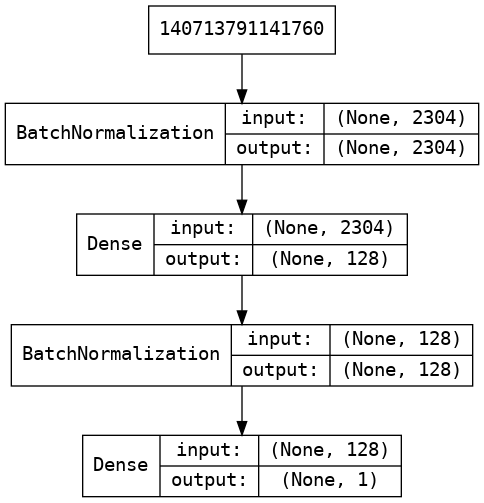 140713791141760
BatchNormalization input: (None, 2304)
output: (None, 2304)
Dense input: (None, 2304)
output: (None, 128)
BatchNormalization input: (None, 128)
output: (None, 128)
Dense input: (None, 128)
output: (None, 1)